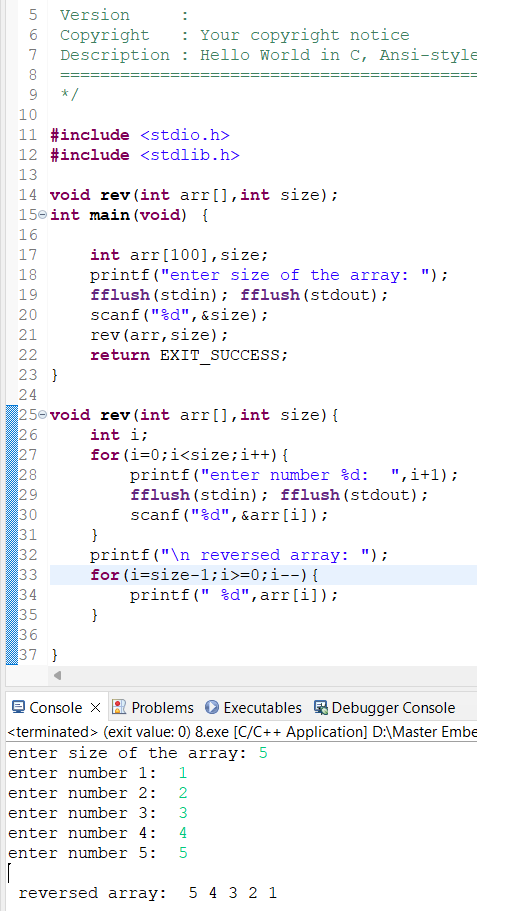 5 Version     :
6 Copyright   : Your copyright notice
7 Description : Hello World in C, Ansi-style
8 ==========================================
9 */
10
11 #include <stdio.h>
12 #include <stdlib.h>
13
14 void rev(int arr[],int size);
15 int main(void) {
16
17     int arr[100],size;
18     printf("enter size of the array: ");
19     fflush(stdin); fflush(stdout);
20     scanf("%d",&size);
21     rev(arr,size);
22     return EXIT_SUCCESS;
23 }
24
25 void rev(int arr[],int size){
26     int i;
27     for(i=0;i<size;i++){
28         printf("enter number %d:  ",i+1);
29         fflush(stdin); fflush(stdout);
30         scanf("%d",&arr[i]);
31     }
32     printf("\n reversed array: ");
33     for(i=size-1;i>=0;i--){
34         printf(" %d",arr[i]);
35     }
36
37 }
Console Problems Executables Debugger Console
<terminated> (exit value: 0) 8.exe [C/C++ Application] D:\Master Embe
enter size of the array: 5
enter number 1:  1
enter number 2:  2
enter number 3:  3
enter number 4:  4
enter number 5:  5
 reversed array:  5 4 3 2 1